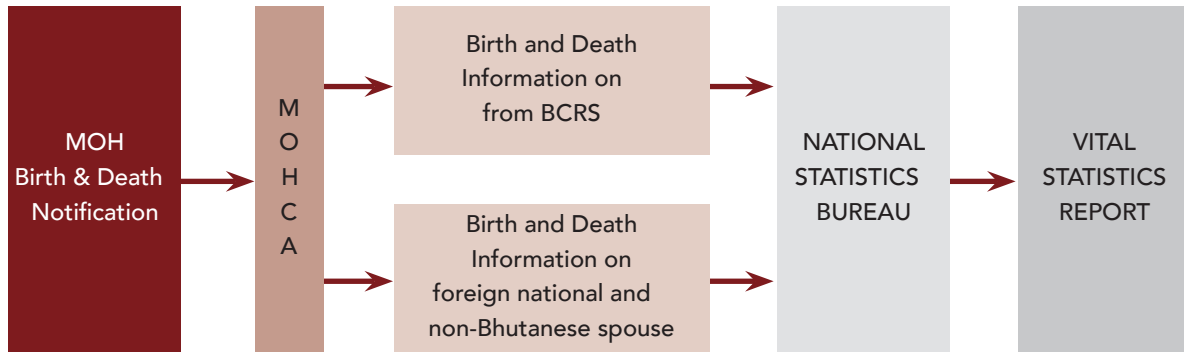 MOH
Birth & Death
Notification
M
O
H
C
A
Birth and Death
Information on
from BCRS
Birth and Death
Information on
foreign national and
non-Bhutanese spouse
NATIONAL
STATISTICS
BUREAU
VITAL
STATISTICS
REPORT